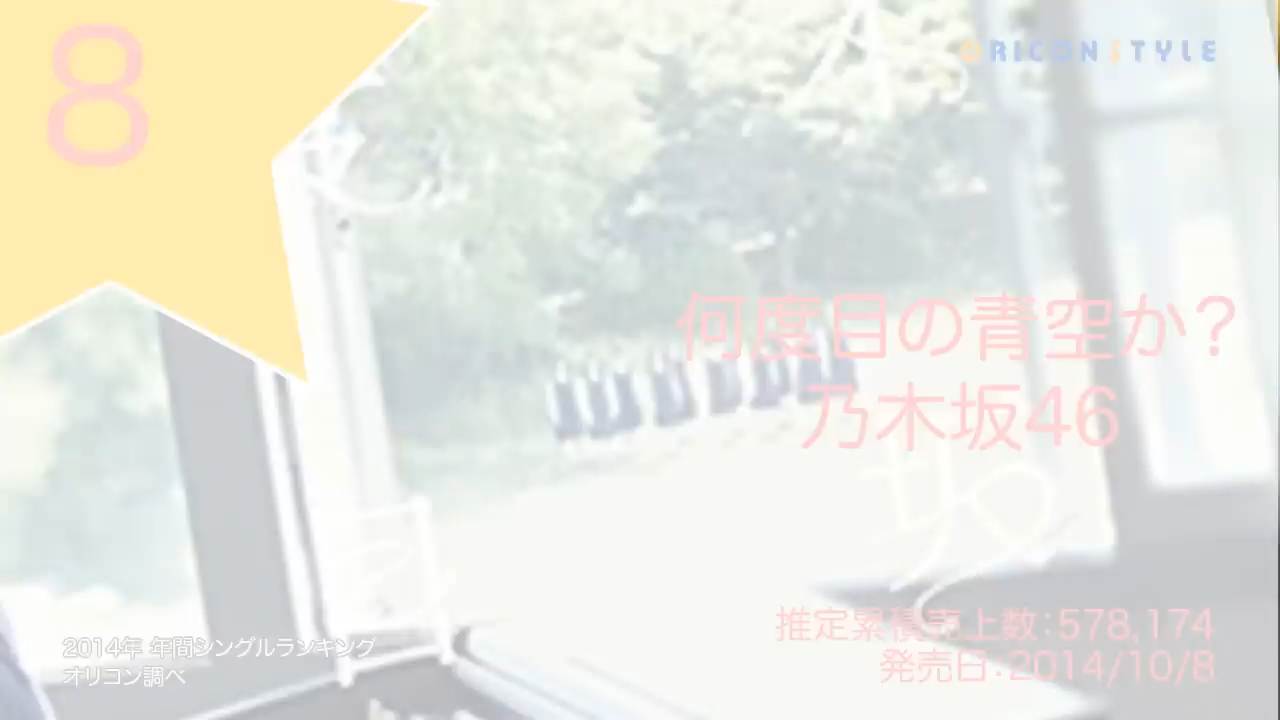 8
ORICON STYLE
何度目の青空か？
乃木坂46
推定累積売上数：578,174
発売日：2014/10/8
2014年 年間シングルランキング
オリコン調べ